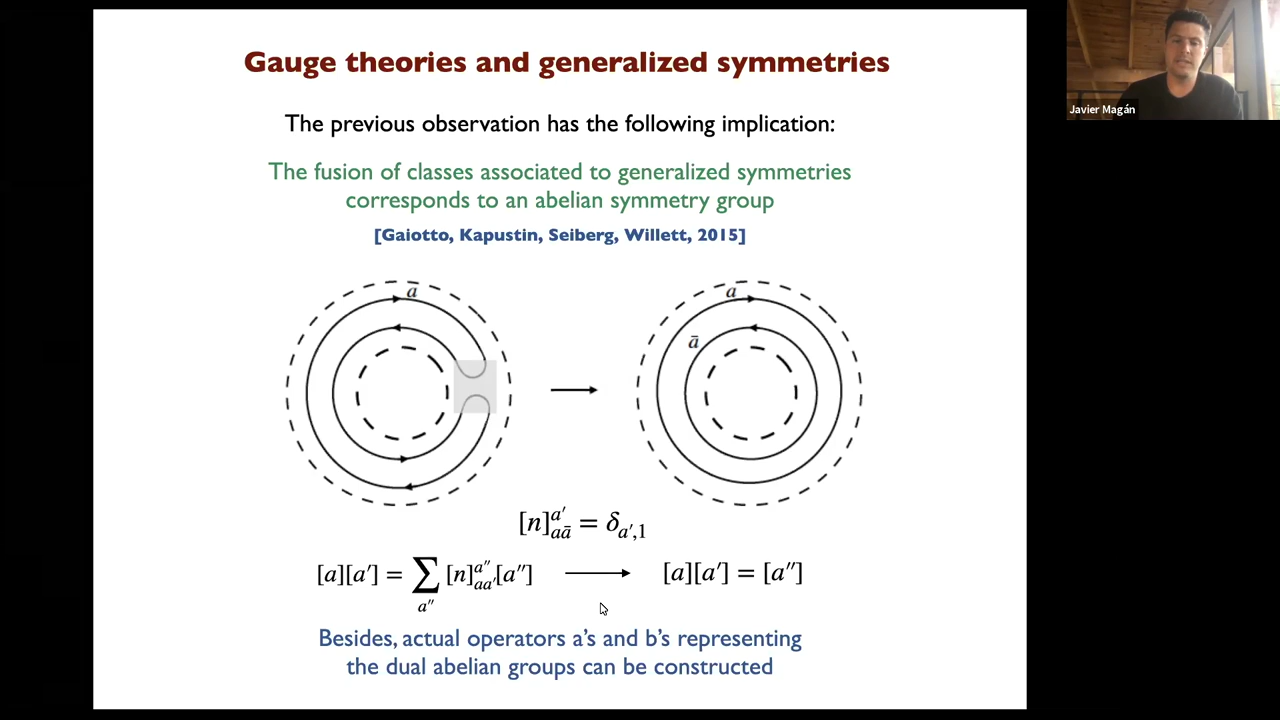 Gauge theories and generalized symmetries
Javier Magán
The previous observation has the following implication:
The fusion of classes associated to generalized symmetries
corresponds to an abelian symmetry group
[Gaiotto, Kapustin, Seiberg, Willett, 2015]
a
a
ā
[n]^{a′}_{aā} = δ_{a′,1}
[a][a′] = ∑_{a″} [n]^{a″}_{aa′}[a″] ⟶ [a][a′] = [a″]
Besides, actual operators a's and b's representing
the dual abelian groups can be constructed